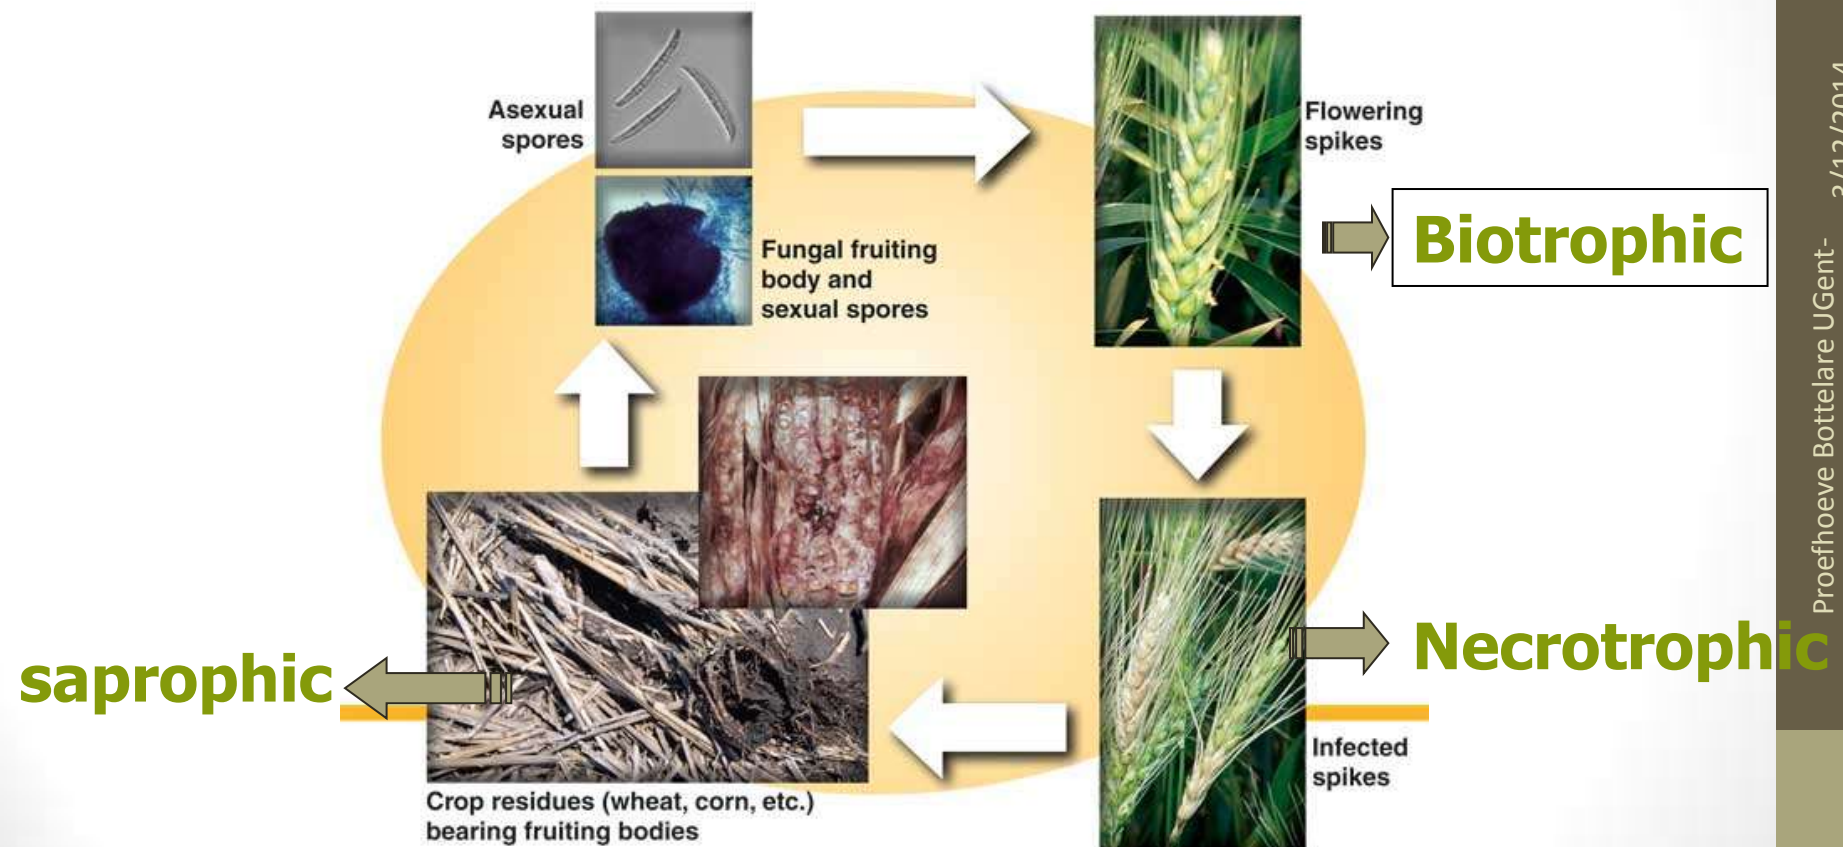 Asexual
spores
Flowering
spikes
Biotrophic
Fungal fruiting
body and
sexual spores
Necrotrophic
saprophic
Infected
spikes
Crop residues (wheat, corn, etc.)
bearing fruiting bodies
Proefhoeve Bottelare UGent-